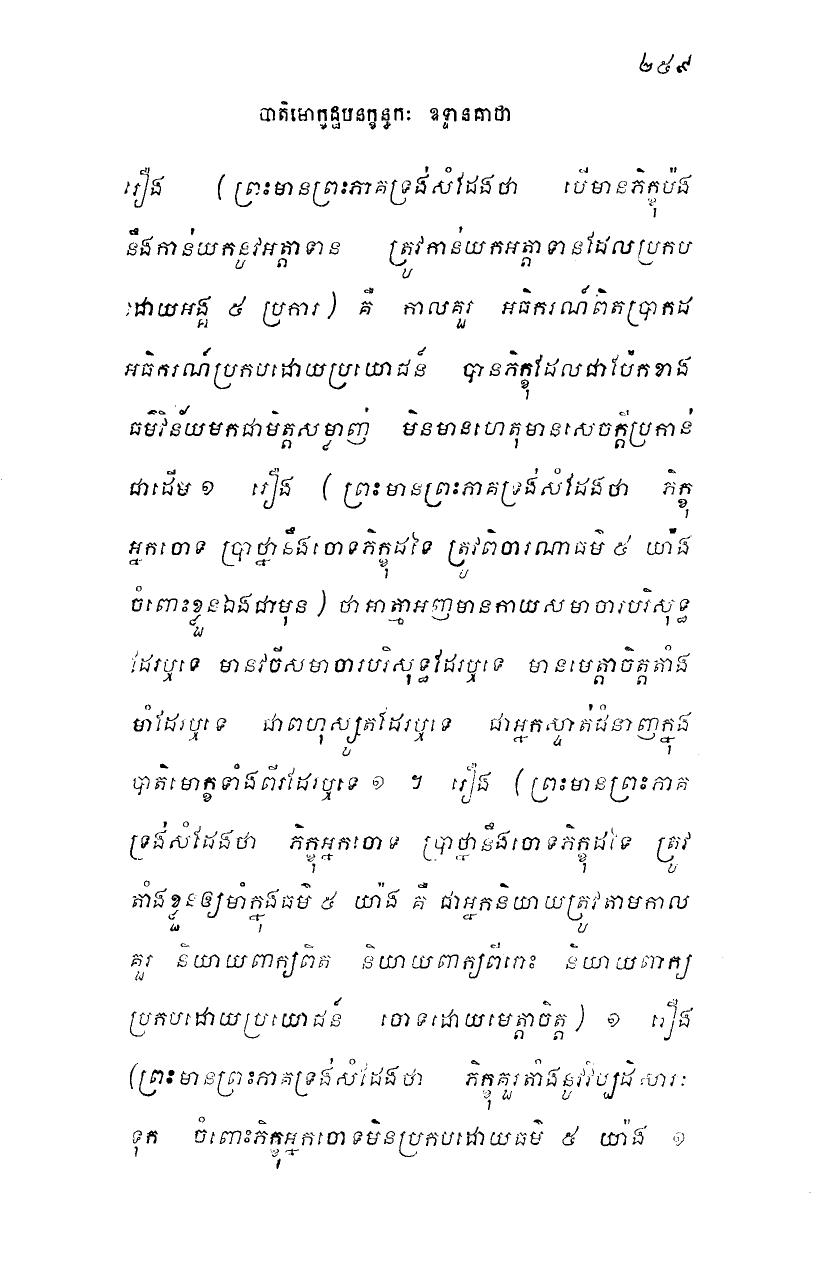 ២៥៩
បាតិមោក្ខដ្ឋបនក្ខន្ធកៈ ឧទ្ទានគាថា
រឿង (ព្រះមានព្រះភាគទ្រង់សំដែងថា បើមានភិក្ខុប៉ង
នឹងកាន់យកនូវអត្តាទាន ត្រូវកាន់យកអត្តាទានដែលប្រកប
ដោយអង្គ ៥ ប្រការ) គឺ កាលគួរ អធិករណ៍ពិតប្រាកដ
អធិករណ៍ប្រកបដោយប្រយោជន៍ បានភិក្ខុដែលជាប៉ែកខាង
ធម៌វិន័យមកជាមិត្តសម្លាញ់ មិនមានហេតុមានសេចក្តីប្រកាន់
ជាដើម ១ រឿង (ព្រះមានព្រះភាគទ្រង់សំដែងថា ភិក្ខុ
អ្នកចោទ ប្រាថ្នានឹងចោទភិក្ខុដទៃ ត្រូវពិចារណាធម៌ ៥ យ៉ាង
ចំពោះខ្លួនឯងជាមុន) ថាអាត្មាអញមានកាយសមាចារបរិសុទ្ធ
ដែរឬទេ មានវចីសមាចារបរិសុទ្ធដែរឬទេ មានមេត្តាចិត្តតាំង
មាំដែរឬទេ ជាពហុស្សូតដែរឬទេ ជាអ្នកស្ទាត់ជំនាញក្នុង
បាតិមោក្ខទាំងពីរដែរឬទេ ១ ។ រឿង (ព្រះមានព្រះភាគ
ទ្រង់សំដែងថា ភិក្ខុអ្នកចោទ ប្រាថ្នានឹងចោទភិក្ខុដទៃ ត្រូវ
តាំងខ្លួនឲ្យមាំក្នុងធម៌ ៥ យ៉ាង គឺ ជាអ្នកនិយាយត្រូវតាមកាល
គួរ និយាយពាក្យពិត និយាយពាក្យពីរោះ និយាយពាក្យ
ប្រកបដោយប្រយោជន៍ ចោទដោយមេត្តាចិត្ត) ១ រឿង
(ព្រះមានព្រះភាគទ្រង់សំដែងថា ភិក្ខុគួរតាំងនូវវិប្បដិសារៈ
ទុក ចំពោះភិក្ខុអ្នកចោទមិនប្រកបដោយធម៌ ៥ យ៉ាង ១